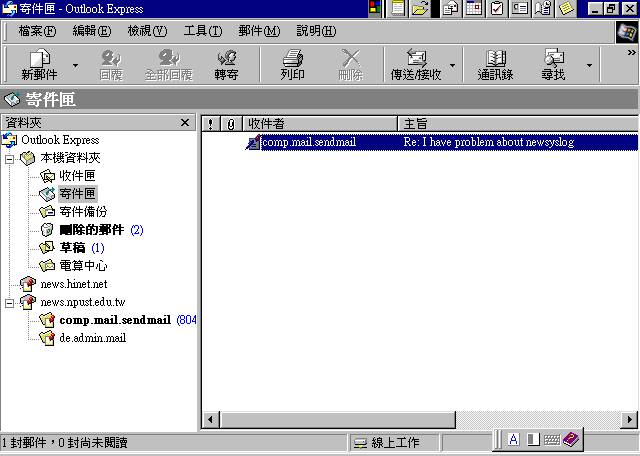 寄件匣 - Outlook Express
檔案(F) 編輯(E) 檢視(V) 工具(T) 郵件(M) 說明(H)
新郵件 回覆 全部回覆 轉寄 列印 刪除 傳送/接收 通訊錄 尋找 »
寄件匣
資料夾
! 收件者 主旨
Outlook Express
comp.mail.sendmail Re: I have problem about newsyslog
本機資料夾
收件匣
寄件匣
寄件備份
刪除的郵件 (2)
草稿 (1)
電算中心
news.hinet.net
news.npust.edu.tw
comp.mail.sendmail (804
de.admin.mail
1 封郵件，0 封尚未閱讀 線上工作 A